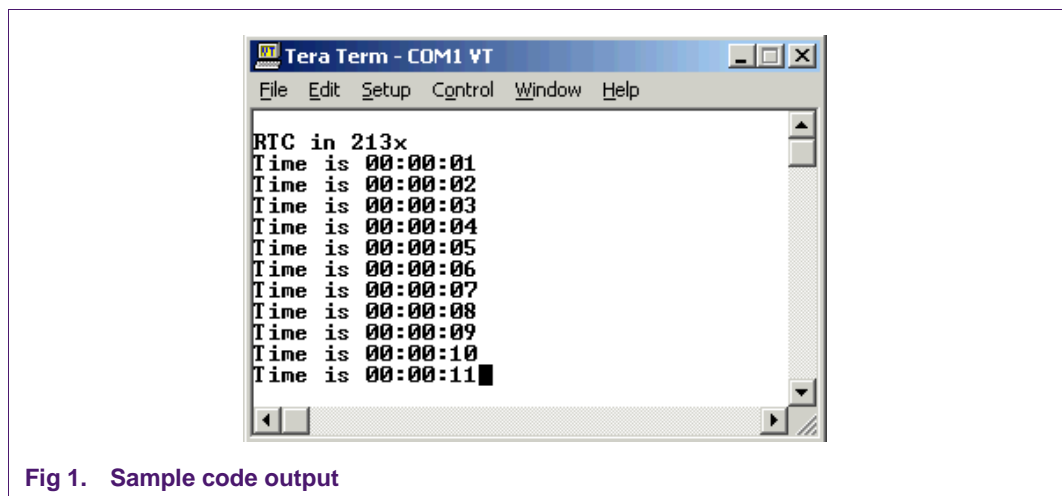 Tera Term - COM1 VT
File Edit Setup Control Window Help
RTC in 213x
Time is 00:00:01
Time is 00:00:02
Time is 00:00:03
Time is 00:00:04
Time is 00:00:05
Time is 00:00:06
Time is 00:00:07
Time is 00:00:08
Time is 00:00:09
Time is 00:00:10
Time is 00:00:11
Fig 1. Sample code output